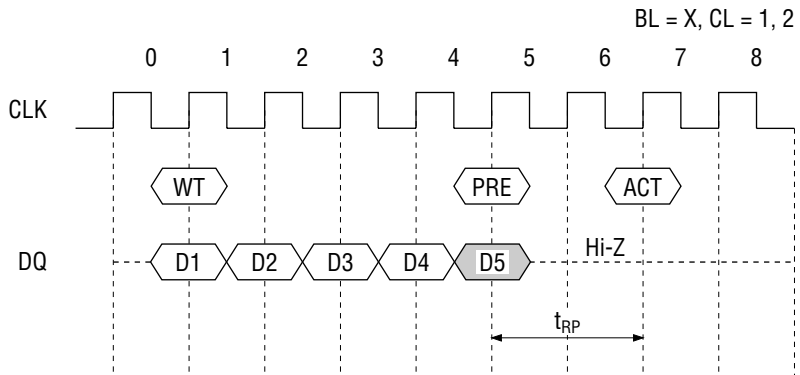 BL = X, CL = 1, 2
0 1 2 3 4 5 6 7 8
CLK
WT PRE ACT
DQ D1 D2 D3 D4 D5 Hi-Z
tRP